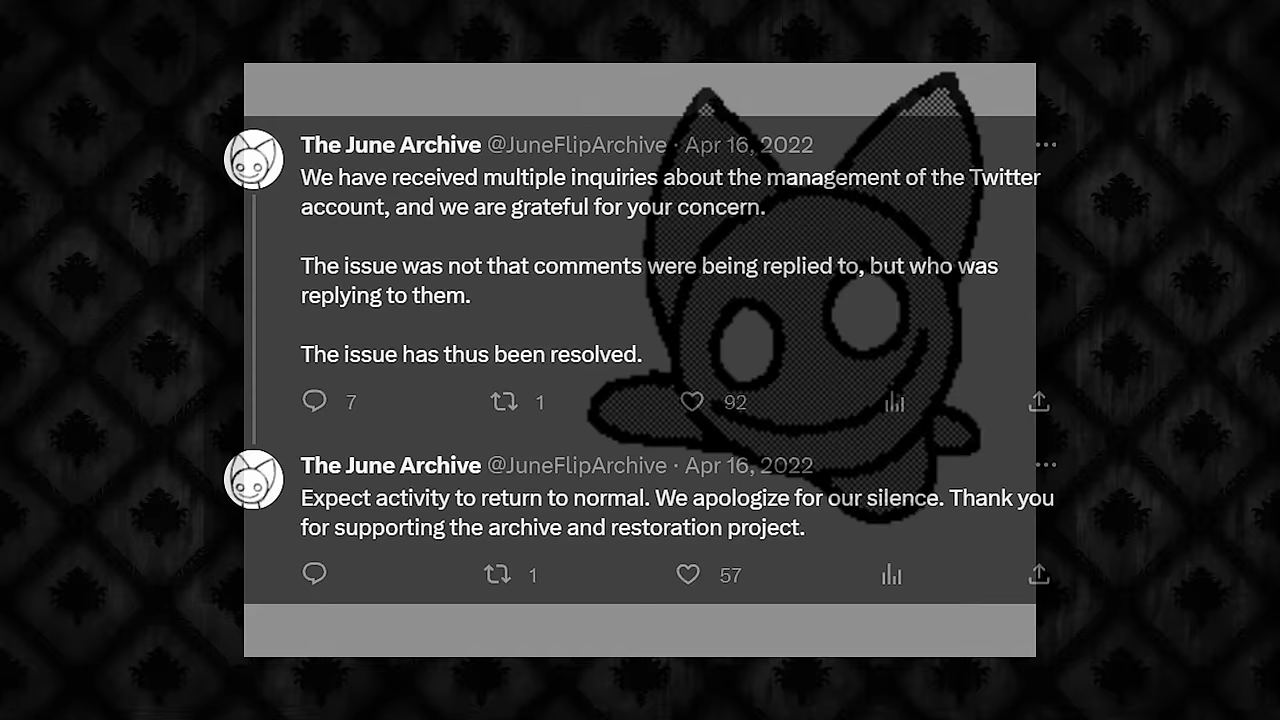 The June Archive @JuneFlipArchive · Apr 16, 2022
We have received multiple inquiries about the management of the Twitter
account, and we are grateful for your concern.
The issue was not that comments were being replied to, but who was
replying to them.
The issue has thus been resolved.
7 1 92
The June Archive @JuneFlipArchive · Apr 16, 2022
Expect activity to return to normal. We apologize for our silence. Thank you
for supporting the archive and restoration project.
1 57